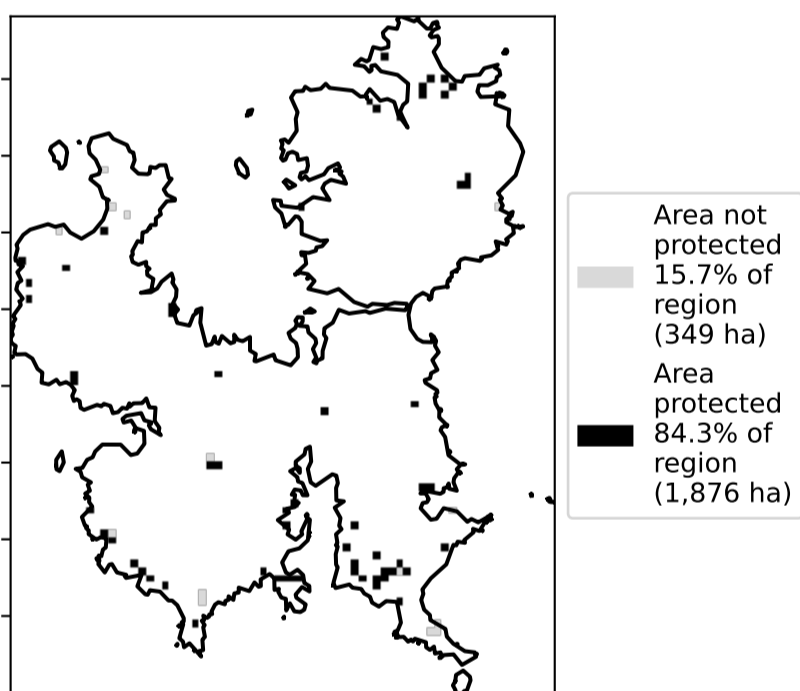 Area not
protected
15.7% of
region
(349 ha)
Area
protected
84.3% of
region
(1,876 ha)